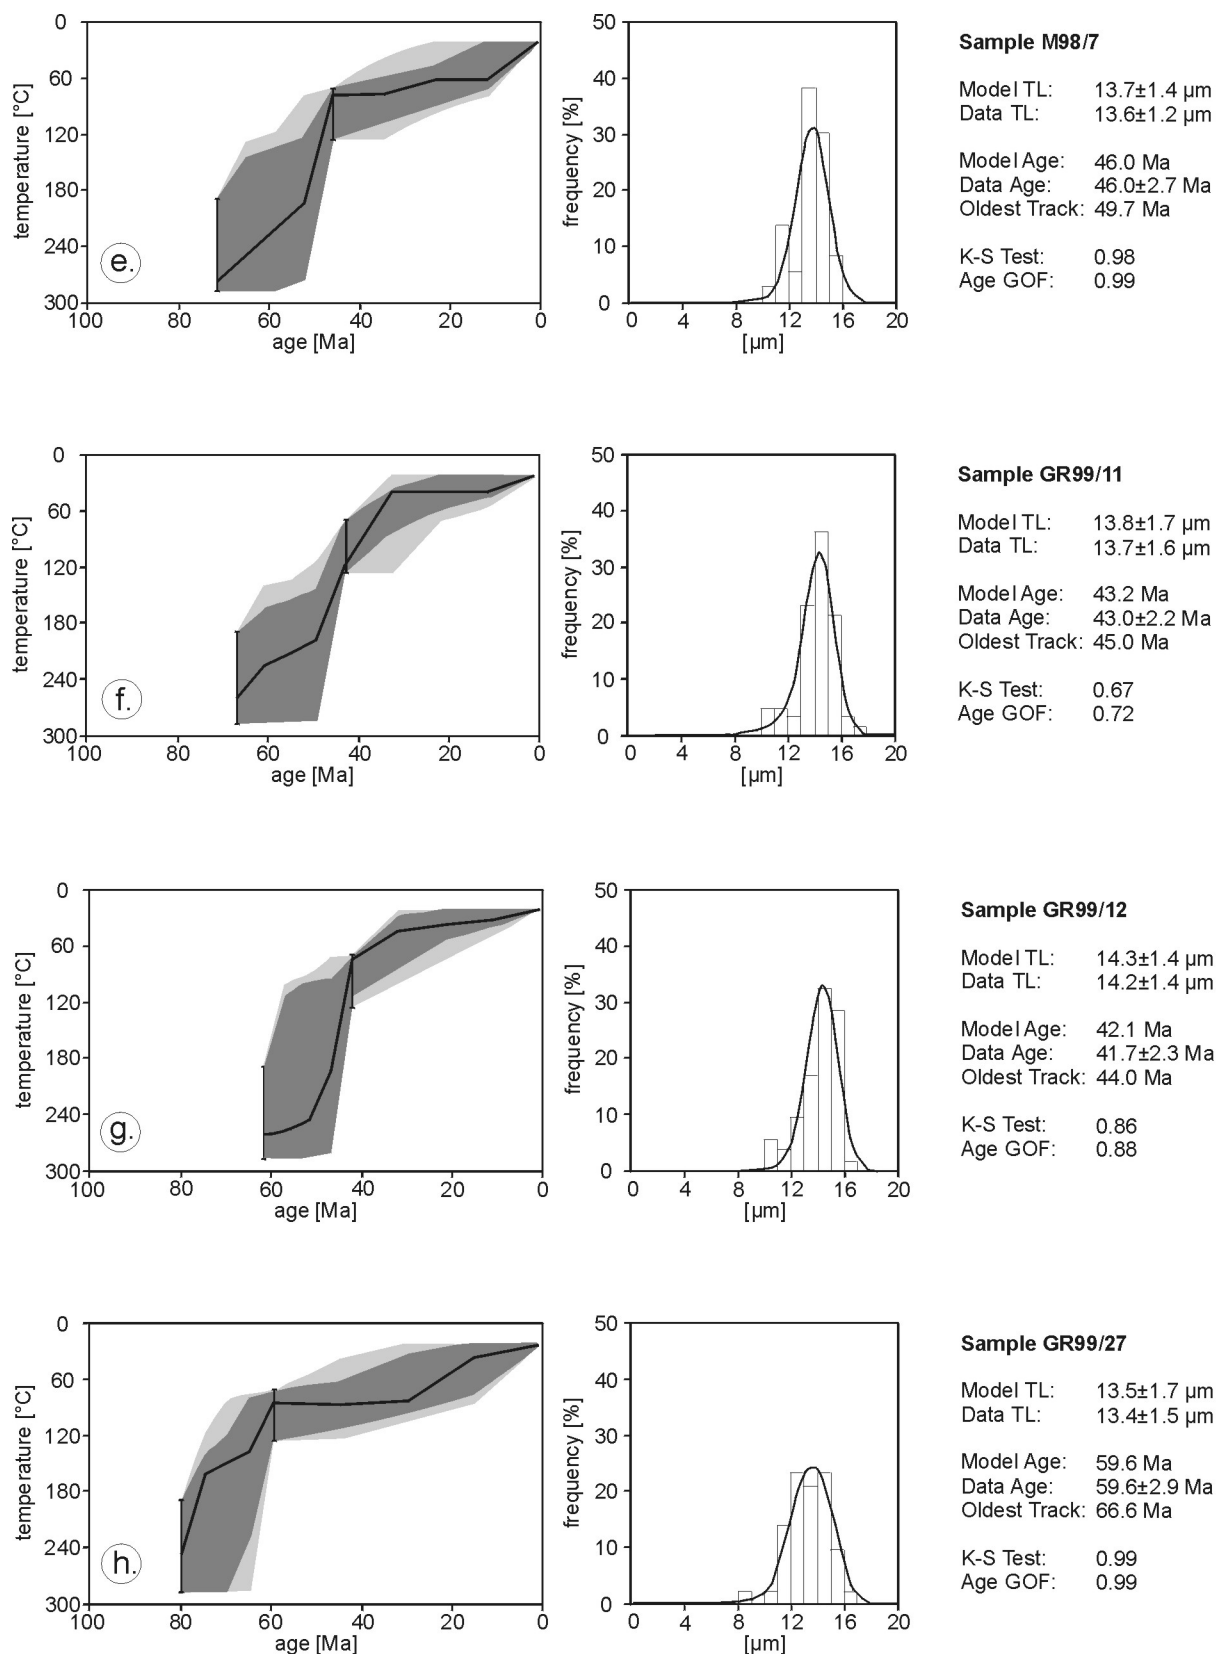 0
60
120
180
240
300
temperature [°C]
100
80
60
40
20
0
age [Ma]
e.
50
40
30
20
10
0
frequency [%]
0
4
8
12
16
20
[µm]
Sample M98/7
Model TL: 13.7±1.4 µm
Data TL: 13.6±1.2 µm
Model Age: 46.0 Ma
Data Age: 46.0±2.7 Ma
Oldest Track: 49.7 Ma
K-S Test: 0.98
Age GOF: 0.99
0
60
120
180
240
300
temperature [°C]
100
80
60
40
20
0
age [Ma]
f.
50
40
30
20
10
0
frequency [%]
0
4
8
12
16
20
[µm]
Sample GR99/11
Model TL: 13.8±1.7 µm
Data TL: 13.7±1.6 µm
Model Age: 43.2 Ma
Data Age: 43.0±2.2 Ma
Oldest Track: 45.0 Ma
K-S Test: 0.67
Age GOF: 0.72
0
60
120
180
240
300
temperature [°C]
100
80
60
40
20
0
age [Ma]
g.
50
40
30
20
10
0
frequency [%]
0
4
8
12
16
20
[µm]
Sample GR99/12
Model TL: 14.3±1.4 µm
Data TL: 14.2±1.4 µm
Model Age: 42.1 Ma
Data Age: 41.7±2.3 Ma
Oldest Track: 44.0 Ma
K-S Test: 0.86
Age GOF: 0.88
0
60
120
180
240
300
temperature [°C]
100
80
60
40
20
0
age [Ma]
h.
50
40
30
20
10
0
frequency [%]
0
4
8
12
16
20
[µm]
Sample GR99/27
Model TL: 13.5±1.7 µm
Data TL: 13.4±1.5 µm
Model Age: 59.6 Ma
Data Age: 59.6±2.9 Ma
Oldest Track: 66.6 Ma
K-S Test: 0.99
Age GOF: 0.99